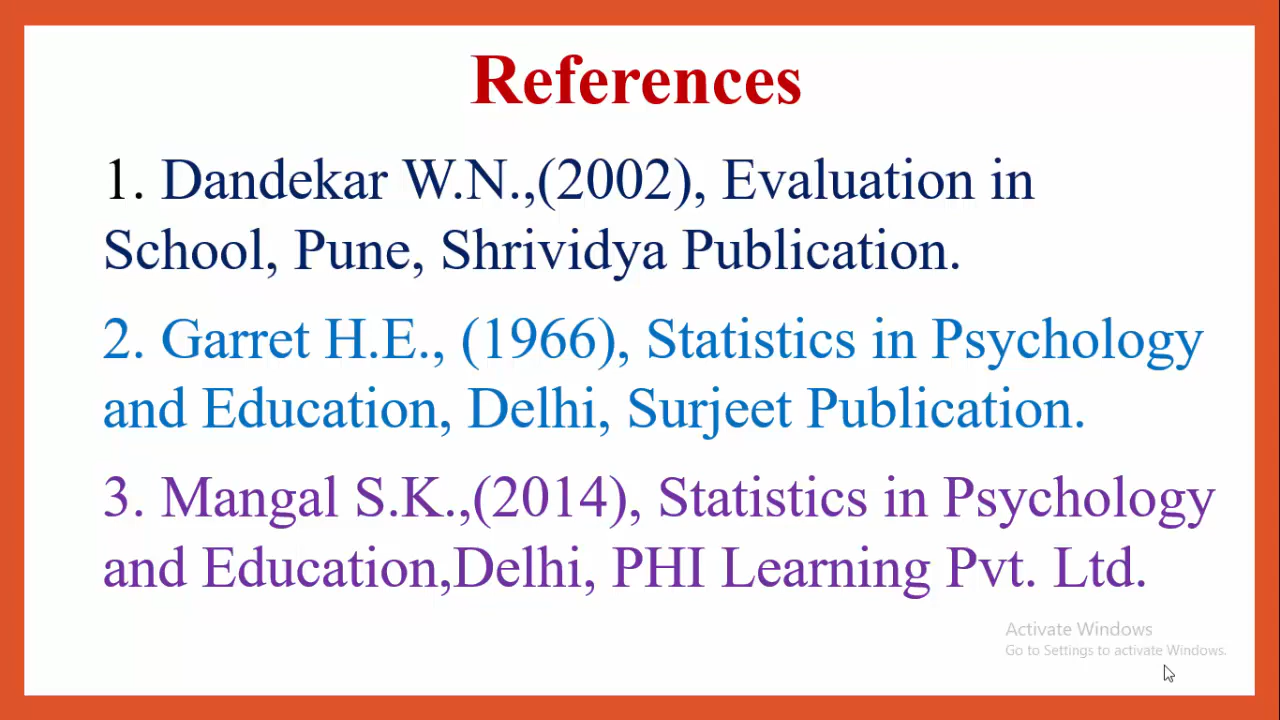 References
1. Dandekar W.N.,(2002), Evaluation in
School, Pune, Shrividya Publication.
2. Garret H.E., (1966), Statistics in Psychology
and Education, Delhi, Surjeet Publication.
3. Mangal S.K.,(2014), Statistics in Psychology
and Education,Delhi, PHI Learning Pvt. Ltd.
Activate Windows
Go to Settings to activate Windows.